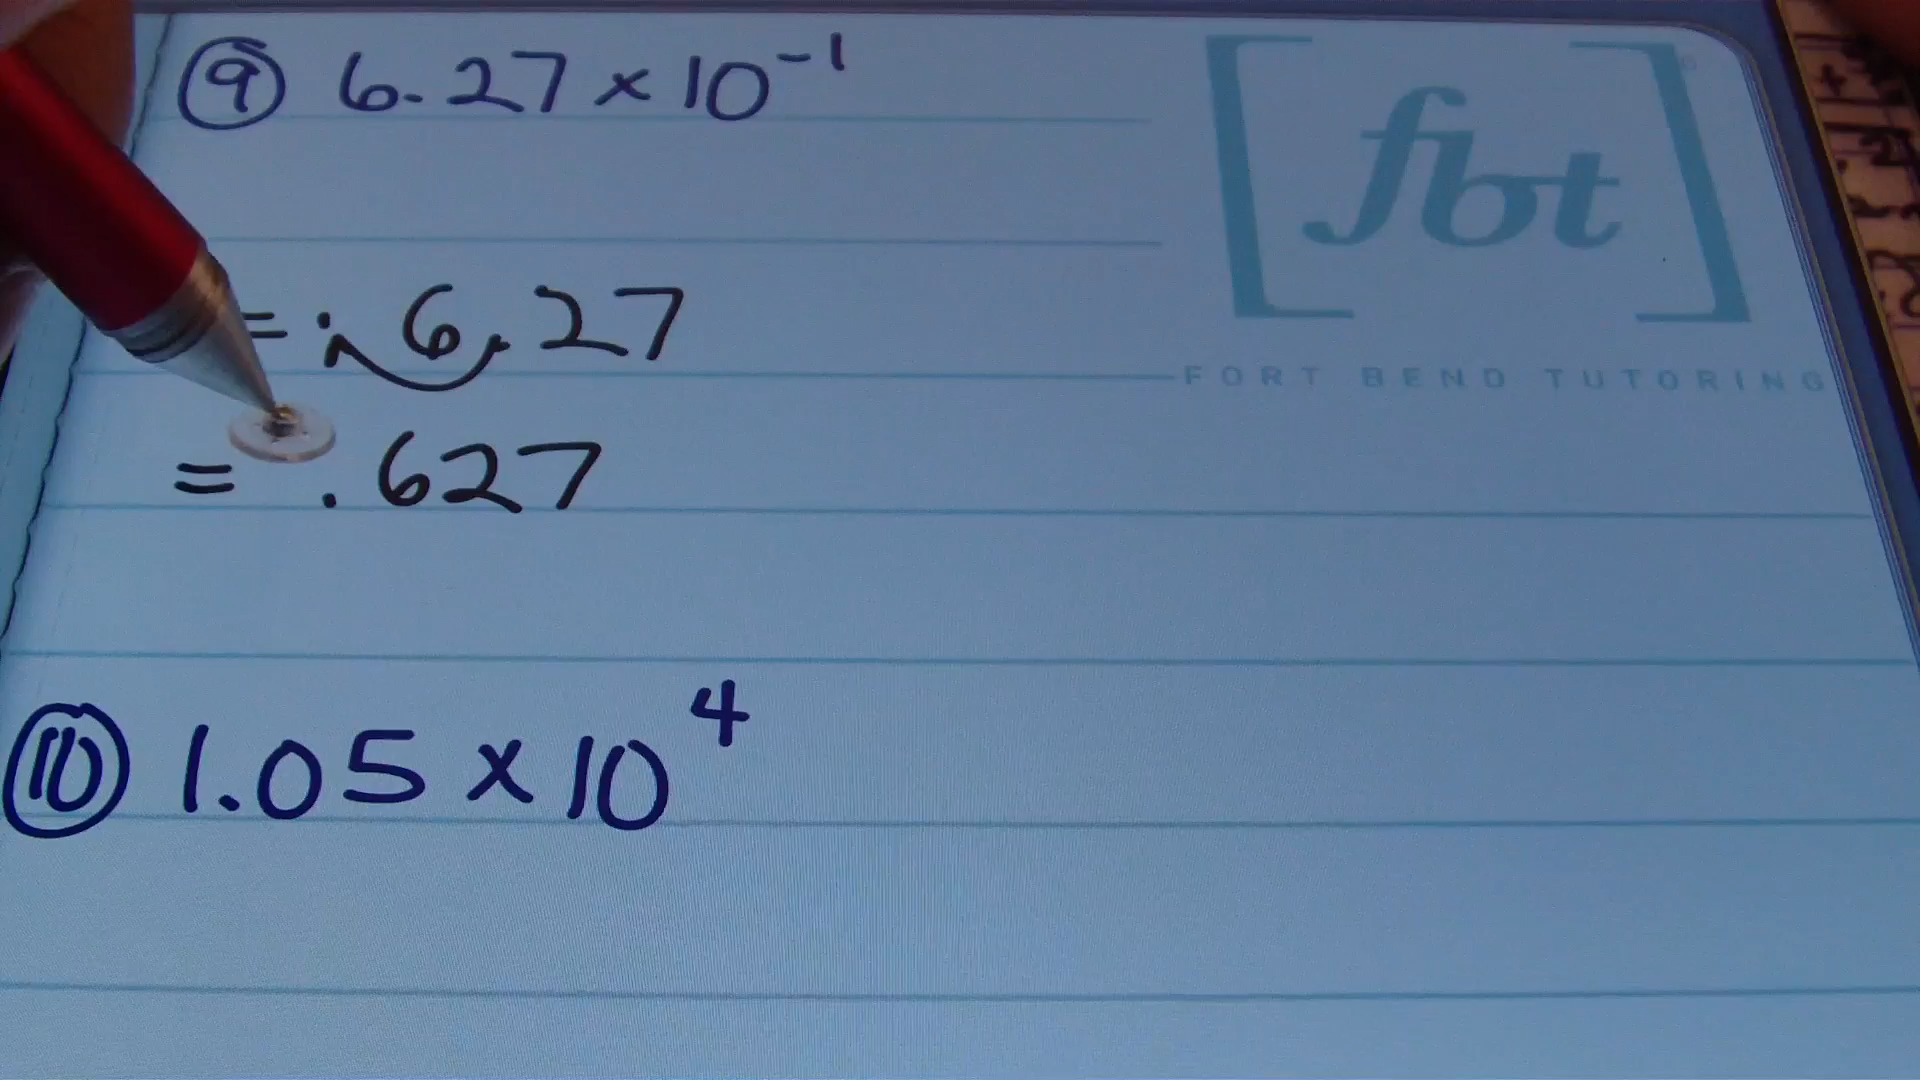 ⑨ 6.27 × 10⁻¹
[fbt]
= .6.27
FORT BEND TUTORING
= .627
⑩ 1.05 × 10⁴